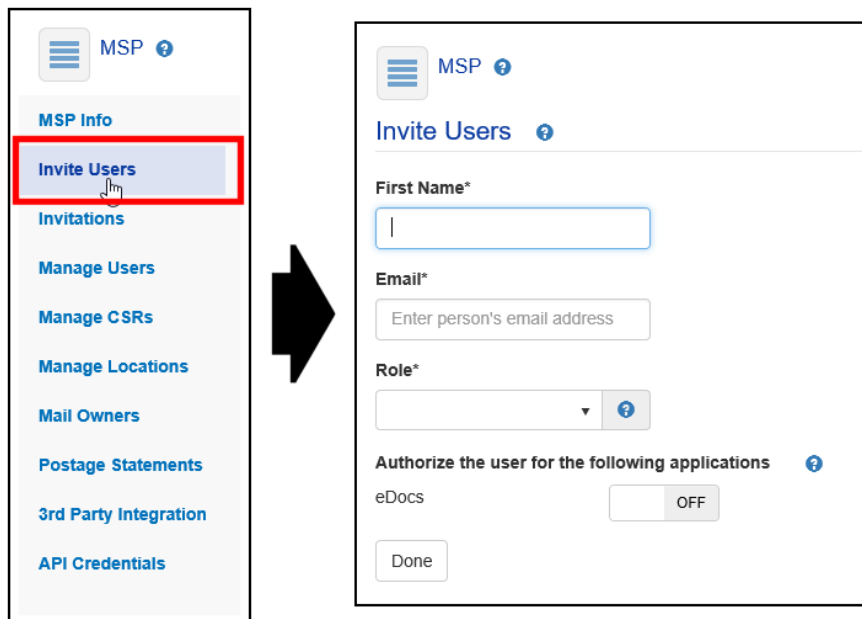 MSP
MSP Info
Invite Users
Invitations
Manage Users
Manage CSRs
Manage Locations
Mail Owners
Postage Statements
3rd Party Integration
API Credentials
MSP
Invite Users
First Name*
Email*
Enter person's email address
Role*
Authorize the user for the following applications
eDocs OFF
Done